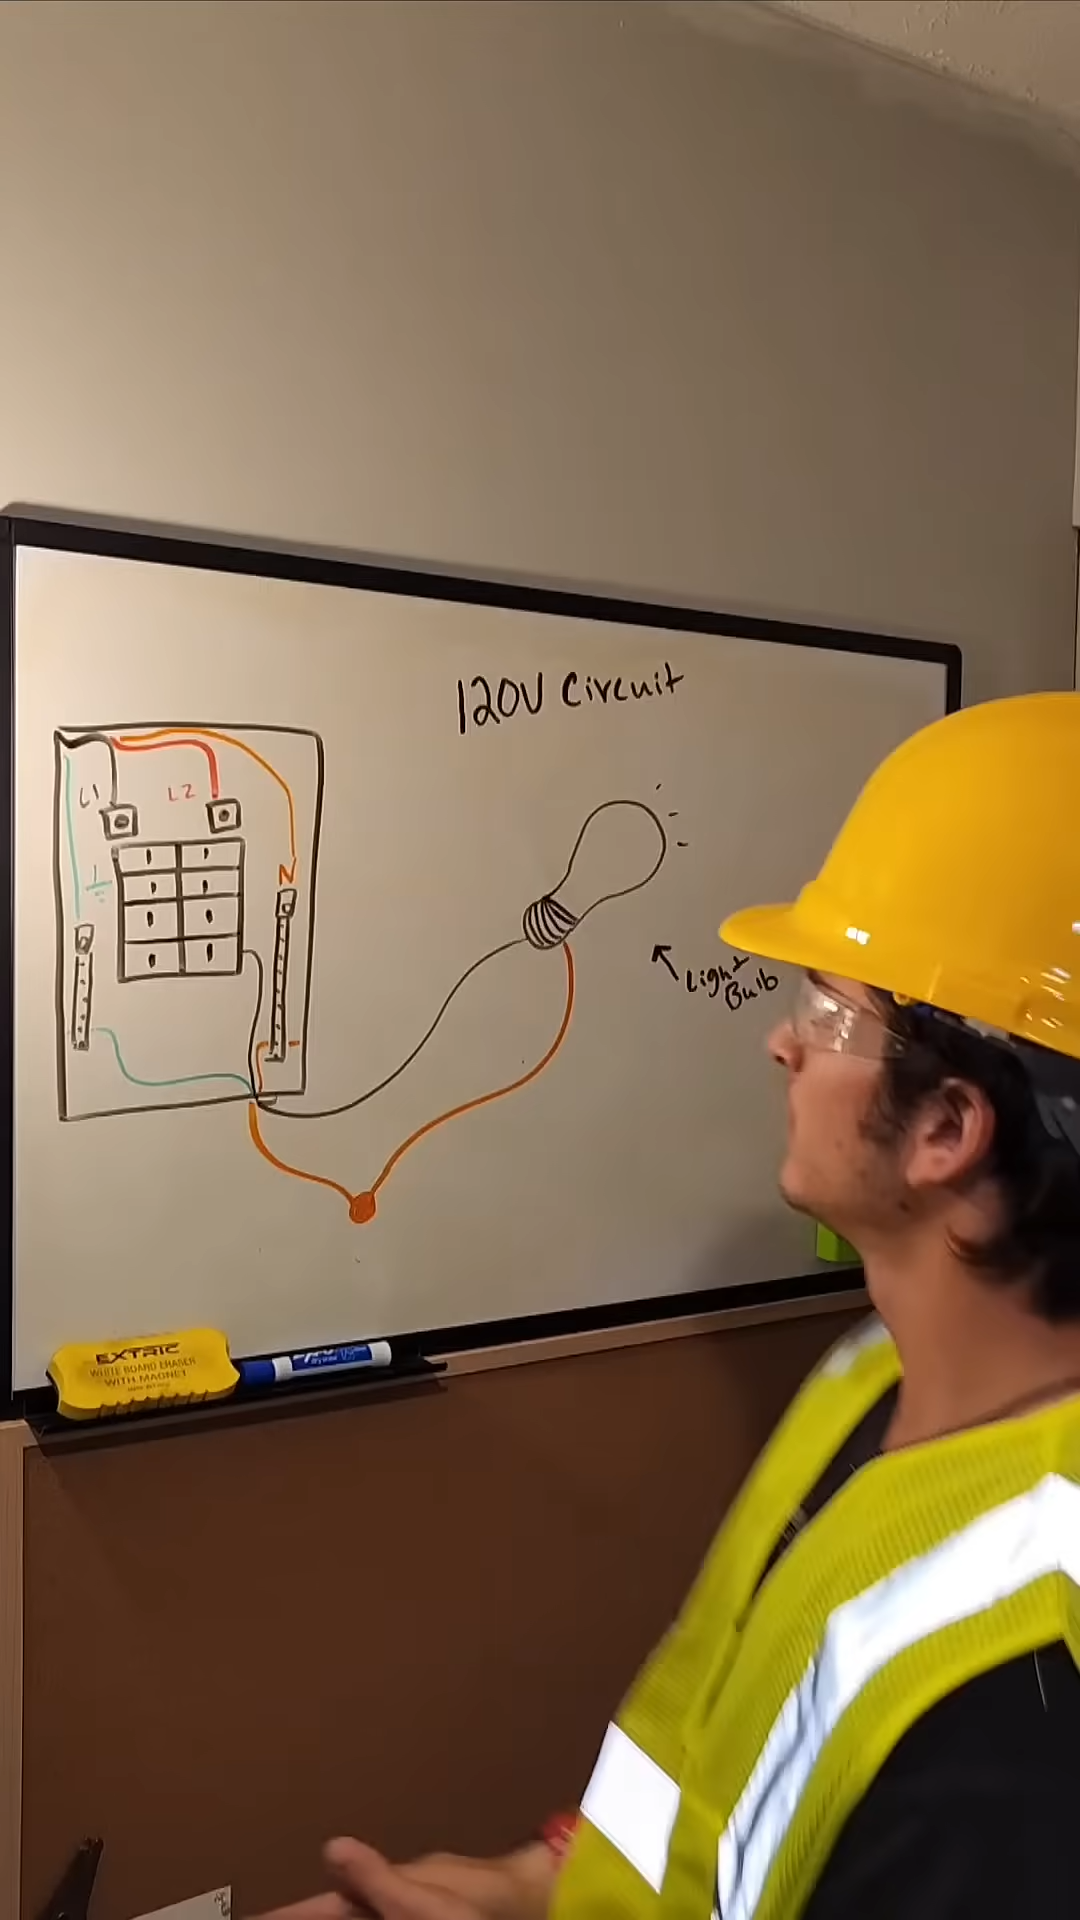 120V Circuit
L1
L2
N
Light
Bulb
EXTRIC
WHITE BOARD ERASER
WITH MAGNET